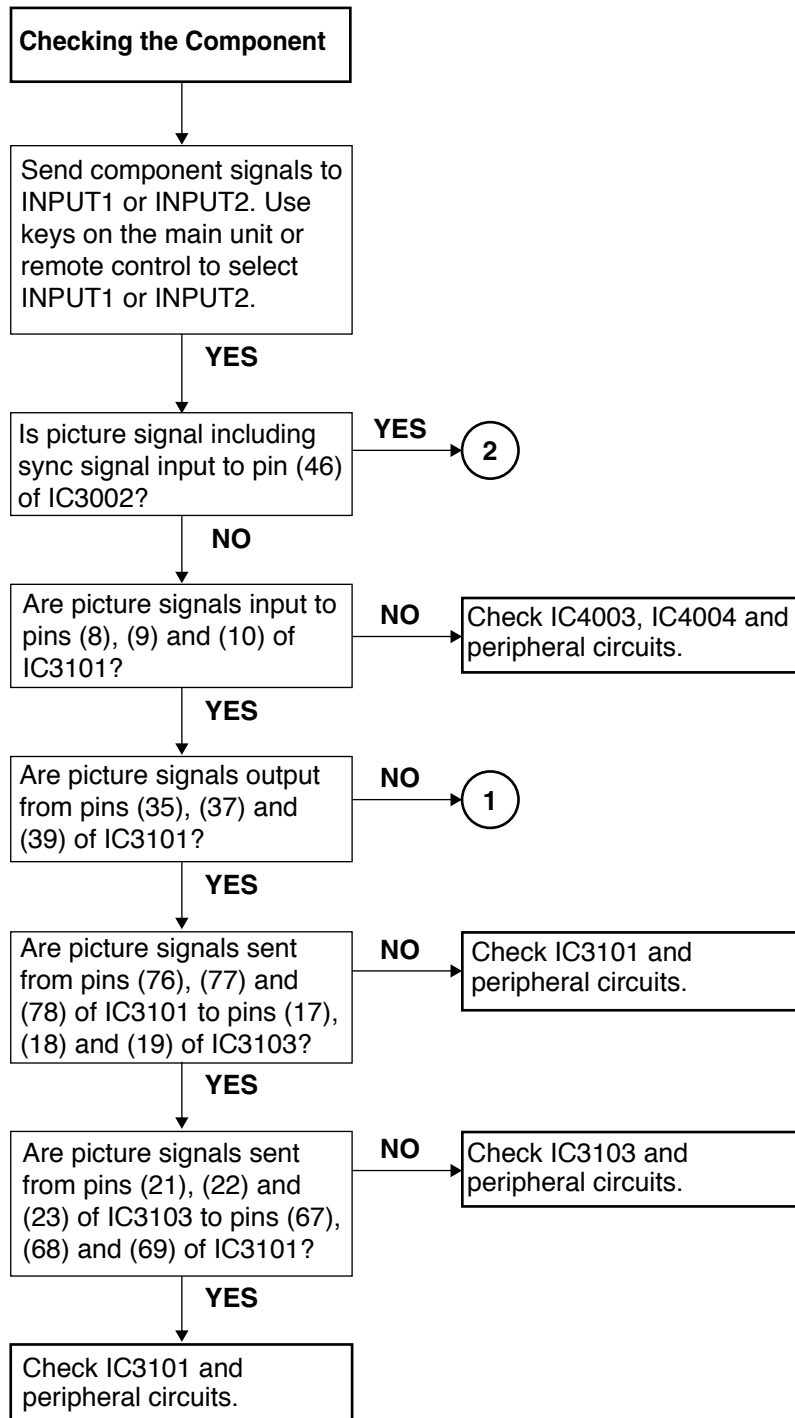 Checking the Component
Send component signals to
INPUT1 or INPUT2. Use
keys on the main unit or
remote control to select
INPUT1 or INPUT2.
YES
Is picture signal including
sync signal input to pin (46)
of IC3002?
YES
2
NO
Are picture signals input to
pins (8), (9) and (10) of
IC3101?
NO
Check IC4003, IC4004 and
peripheral circuits.
YES
Are picture signals output
from pins (35), (37) and
(39) of IC3101?
NO
1
YES
Are picture signals sent
from pins (76), (77) and
(78) of IC3101 to pins (17),
(18) and (19) of IC3103?
NO
Check IC3101 and
peripheral circuits.
YES
Are picture signals sent
from pins (21), (22) and
(23) of IC3103 to pins (67),
(68) and (69) of IC3101?
NO
Check IC3103 and
peripheral circuits.
YES
Check IC3101 and
peripheral circuits.